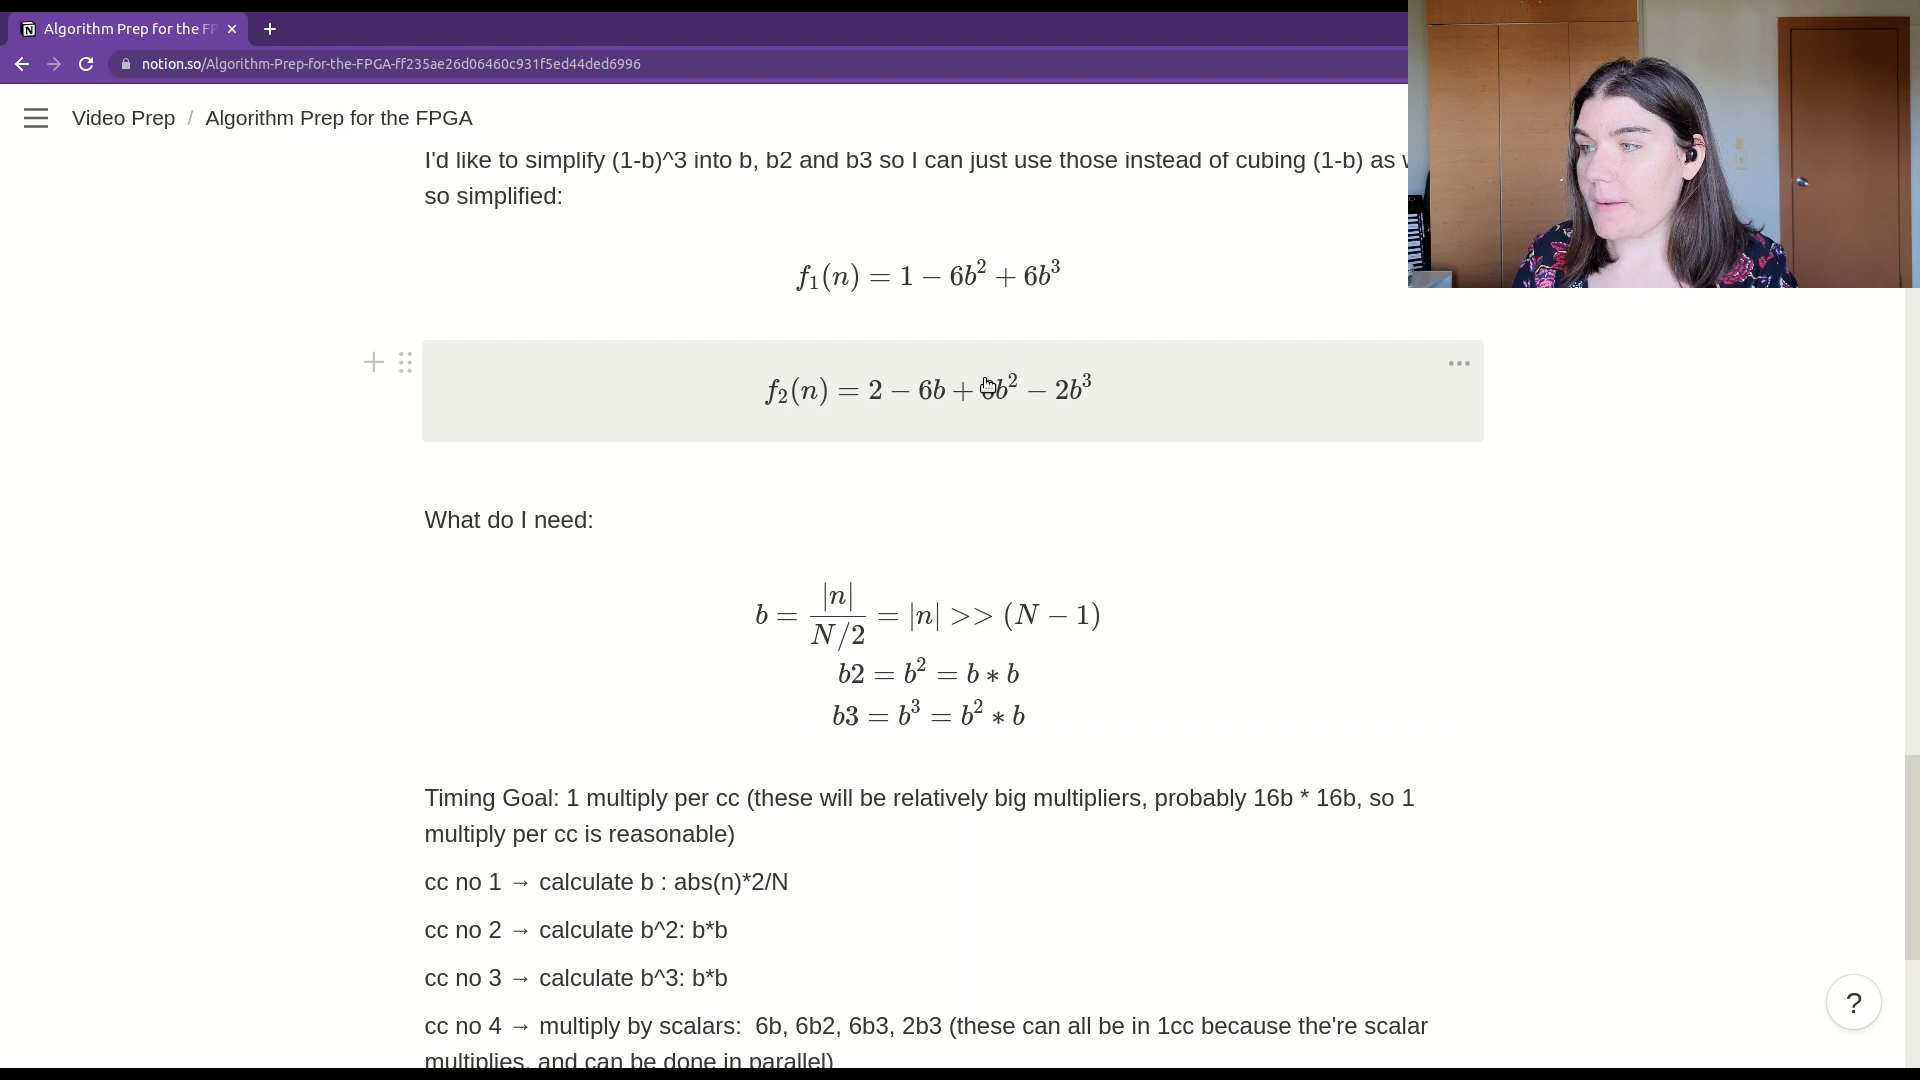 Algorithm Prep for the FP
notion.so/Algorithm-Prep-for-the-FPGA-ff235ae26d06460c931f5ed44ded6996
Video Prep / Algorithm Prep for the FPGA
I'd like to simplify (1-b)^3 into b, b2 and b3 so I can just use those instead of cubing (1-b) as
so simplified:
f₁(n) = 1 − 6b² + 6b³
f₂(n) = 2 − 6b + 6b² − 2b³
What do I need:
b = |n| / N/2 = |n| >> (N − 1)
b2 = b² = b ∗ b
b3 = b³ = b² ∗ b
Timing Goal: 1 multiply per cc (these will be relatively big multipliers, probably 16b * 16b, so 1
multiply per cc is reasonable)
cc no 1 → calculate b : abs(n)*2/N
cc no 2 → calculate b^2: b*b
cc no 3 → calculate b^3: b*b
cc no 4 → multiply by scalars: 6b, 6b2, 6b3, 2b3 (these can all be in 1cc because the're scalar
multiplies, and can be done in parallel)
?